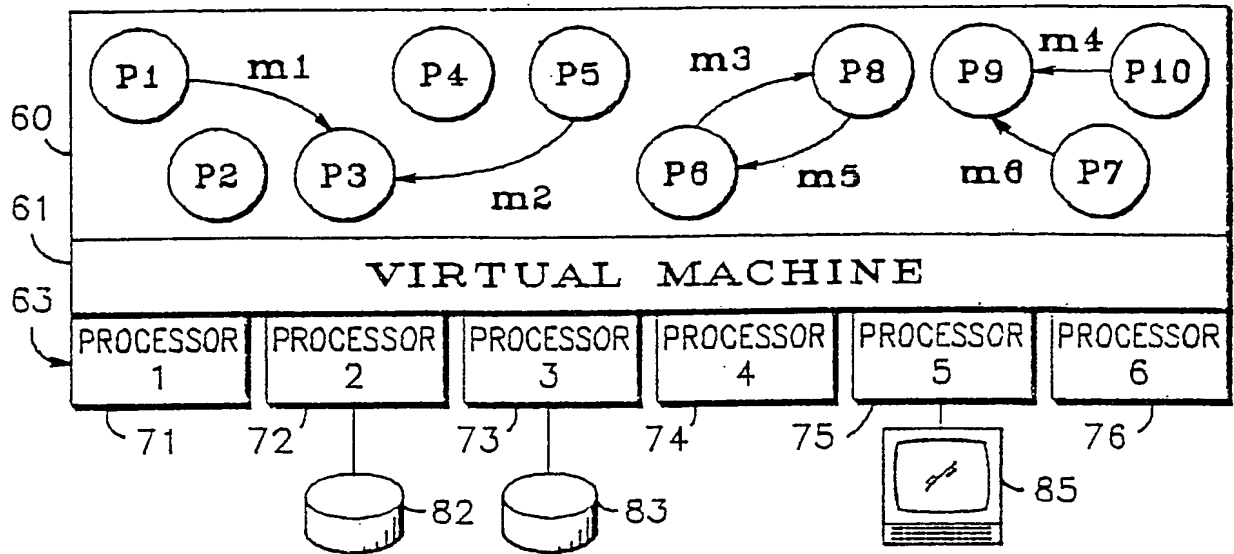 P1 m1 P4 P5 m3 P8 P9 m4 P10
60
P2 P3 m2 P6 m5 m6 P7
61
VIRTUAL MACHINE
63
PROCESSOR 1
PROCESSOR 2
PROCESSOR 3
PROCESSOR 4
PROCESSOR 5
PROCESSOR 6
71 72 73 74 75 76
82 83 85